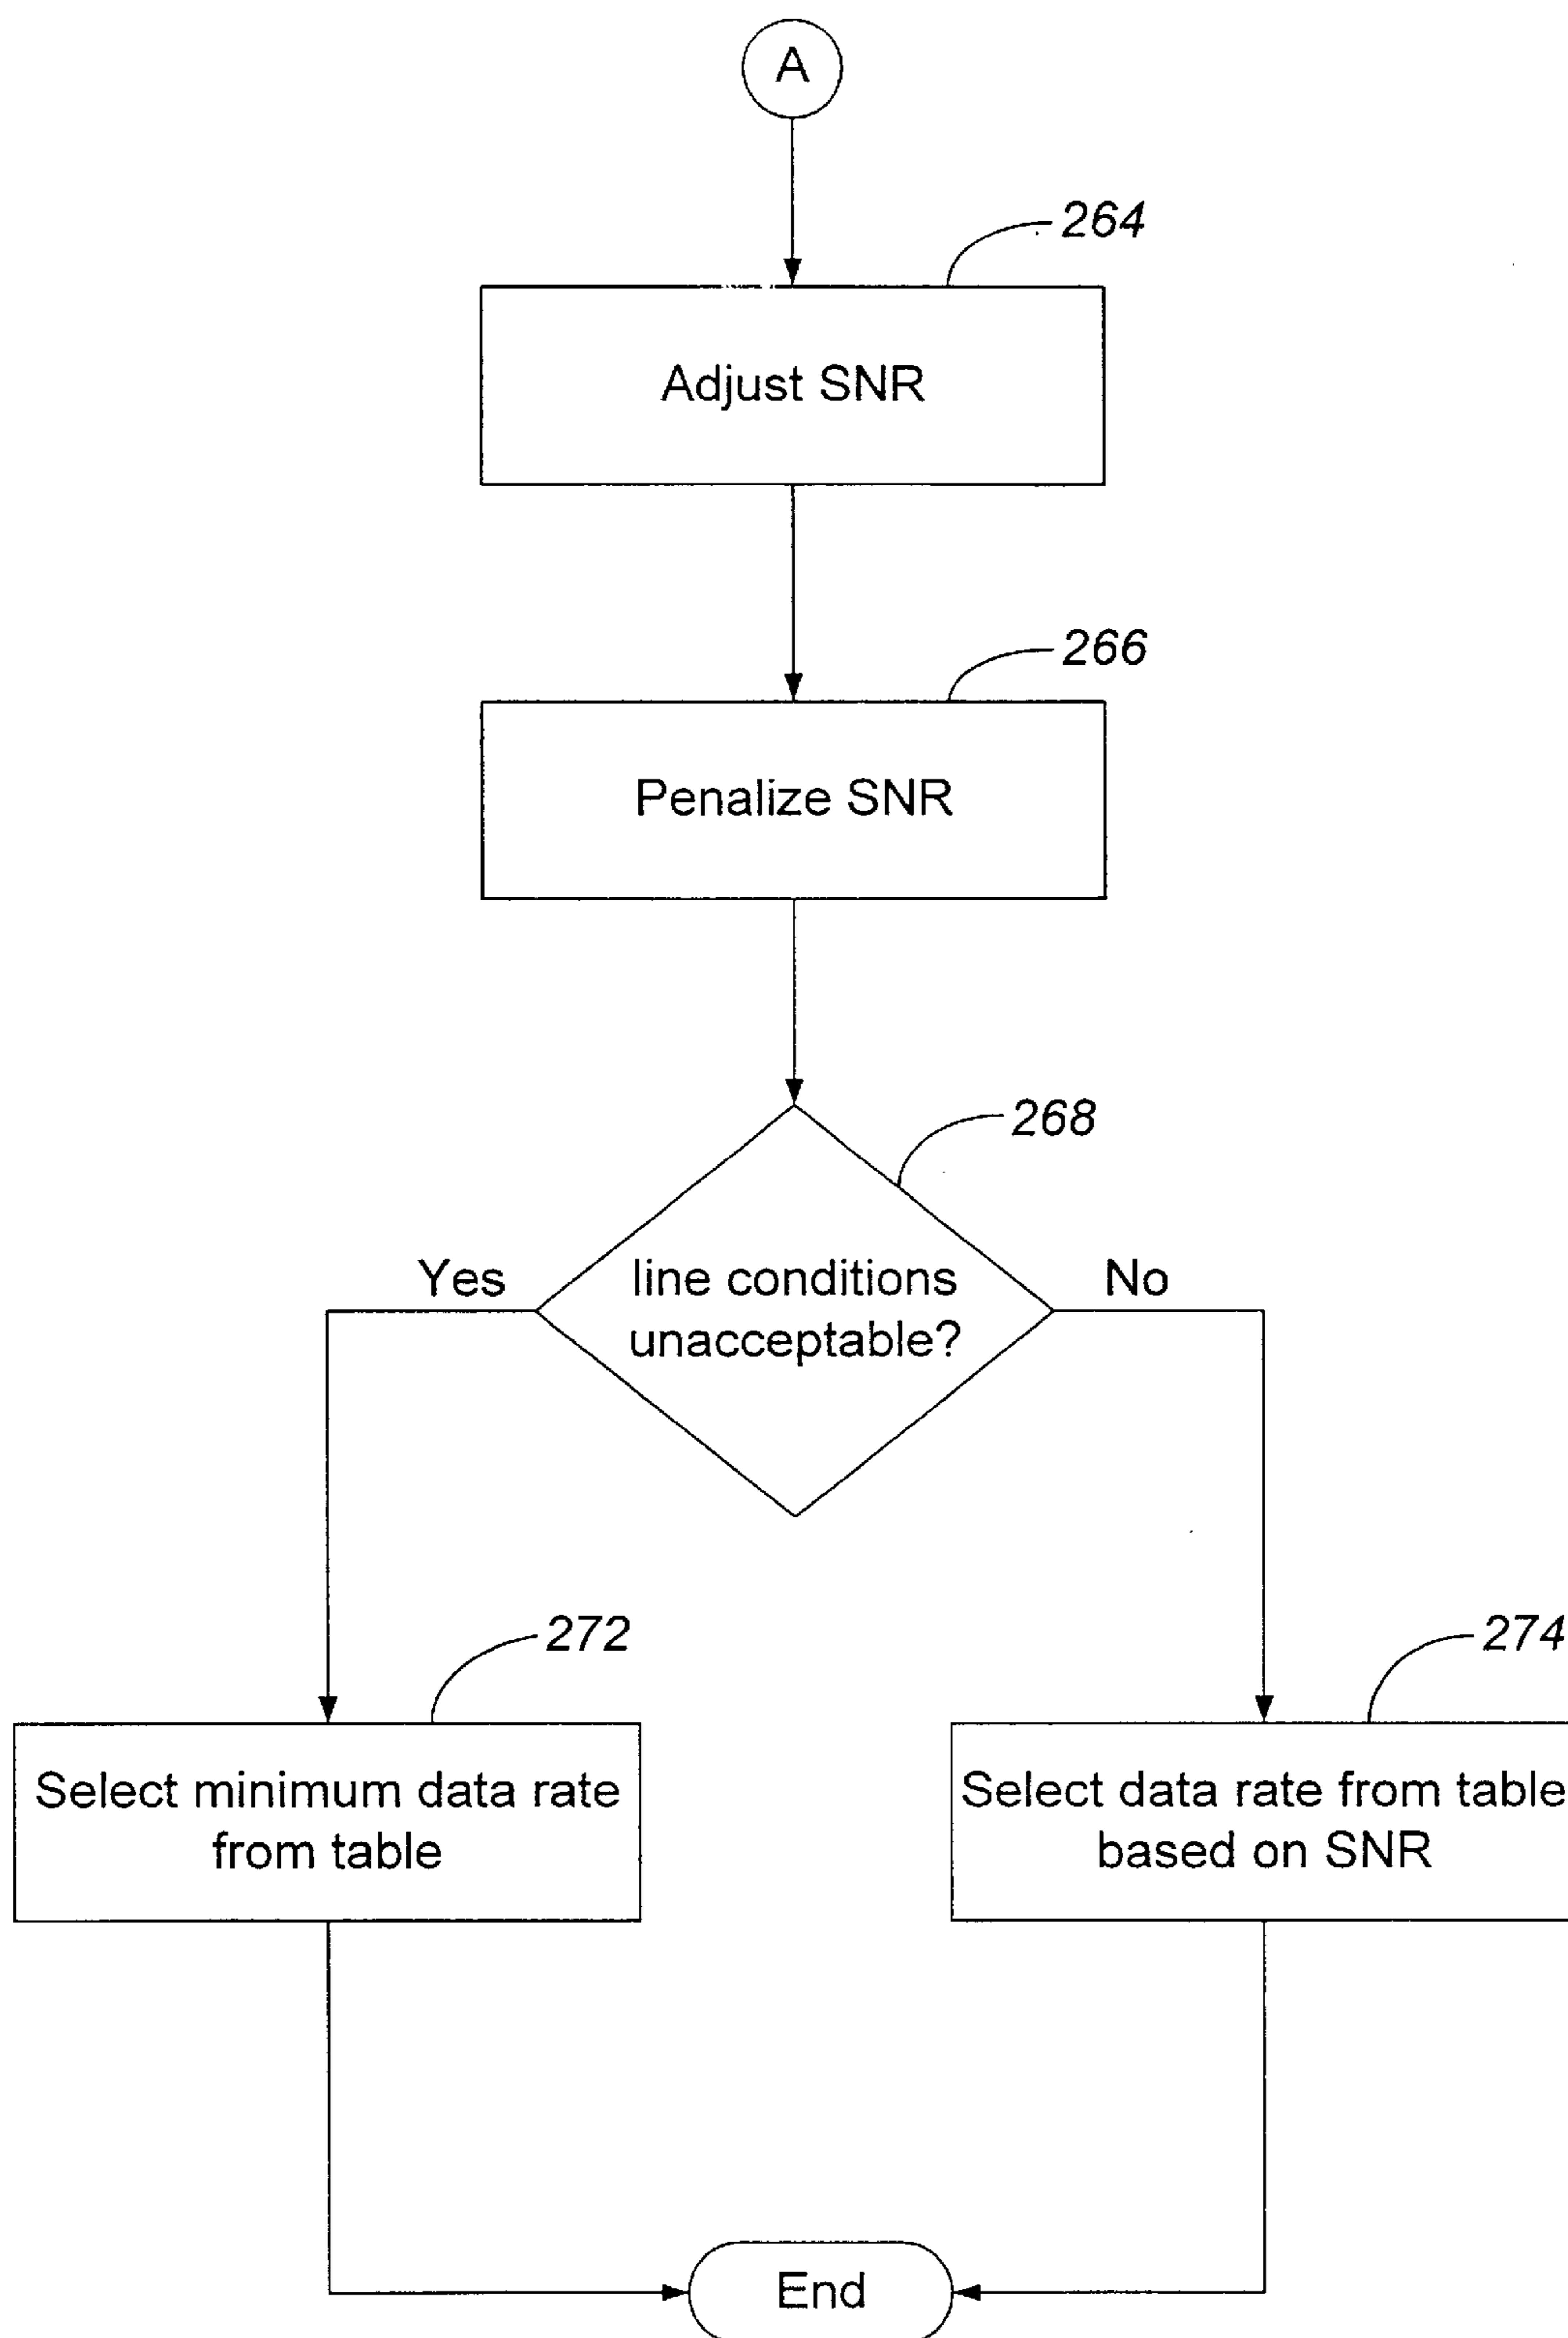 A
264
Adjust SNR
266
Penalize SNR
268
Yes
line conditions
unacceptable?
No
272
274
Select minimum data rate
from table
Select data rate from table
based on SNR
End